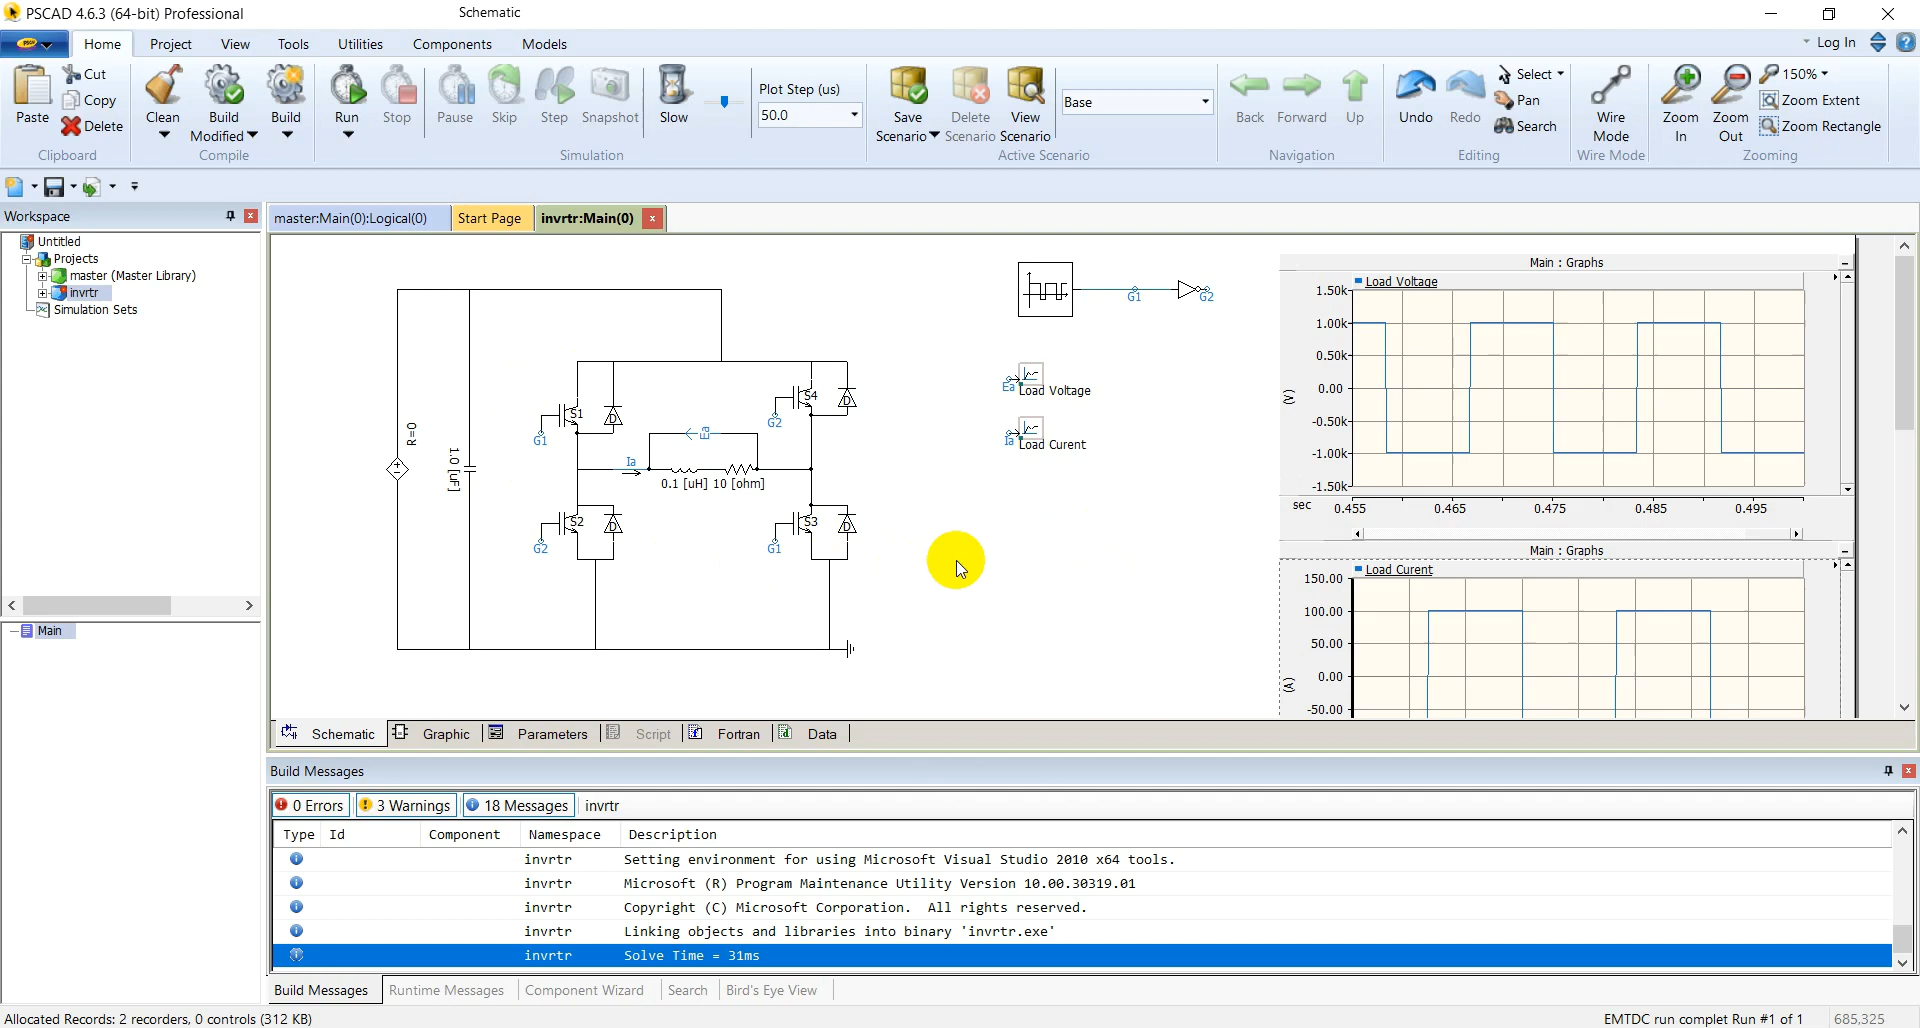 PSCAD 4.6.3 (64-bit) Professional
Schematic
Home Project View Tools Utilities Components Models
Log In
Paste
Cut
Copy
Delete
Clipboard
Clean
Build Modified
Build
Compile
Run
Stop
Pause
Skip
Step
Snapshot
Slow
Simulation
Plot Step (us)
50.0
Save Scenario
Delete Scenario
View Scenario
Base
Active Scenario
Back
Forward
Up
Navigation
Undo
Redo
Select
Pan
Search
Editing
Wire Mode
Wire Mode
Zoom In
Zoom Out
150%
Zoom Extent
Zoom Rectangle
Zooming
Workspace
Untitled
Projects
master (Master Library)
invrtr
Simulation Sets
Main
master:Main(0):Logical(0)
Start Page
invrtr:Main(0)
R=0
1.0 [uF]
S1
D
G1
S4
D
G2
Ea
Ia
0.1 [uH] 10 [ohm]
S2
D
G2
S3
D
G1
G1
G2
Ea
Load Voltage
Ia
Load Curent
Main : Graphs
Load Voltage
1.50k
1.00k
0.50k
0.00
-0.50k
-1.00k
-1.50k
(V)
sec 0.455 0.465 0.475 0.485 0.495
Main : Graphs
Load Curent
150.00
100.00
50.00
0.00
-50.00
(A)
Schematic Graphic Parameters Script Fortran Data
Build Messages
0 Errors 3 Warnings 18 Messages invrtr
Type Id Component Namespace Description
invrtr Setting environment for using Microsoft Visual Studio 2010 x64 tools.
invrtr Microsoft (R) Program Maintenance Utility Version 10.00.30319.01
invrtr Copyright (C) Microsoft Corporation. All rights reserved.
invrtr Linking objects and libraries into binary 'invrtr.exe'
invrtr Solve Time = 31ms
Build Messages Runtime Messages Component Wizard Search Bird's Eye View
Allocated Records: 2 recorders, 0 controls (312 KB)
EMTDC run complet Run #1 of 1
685,325